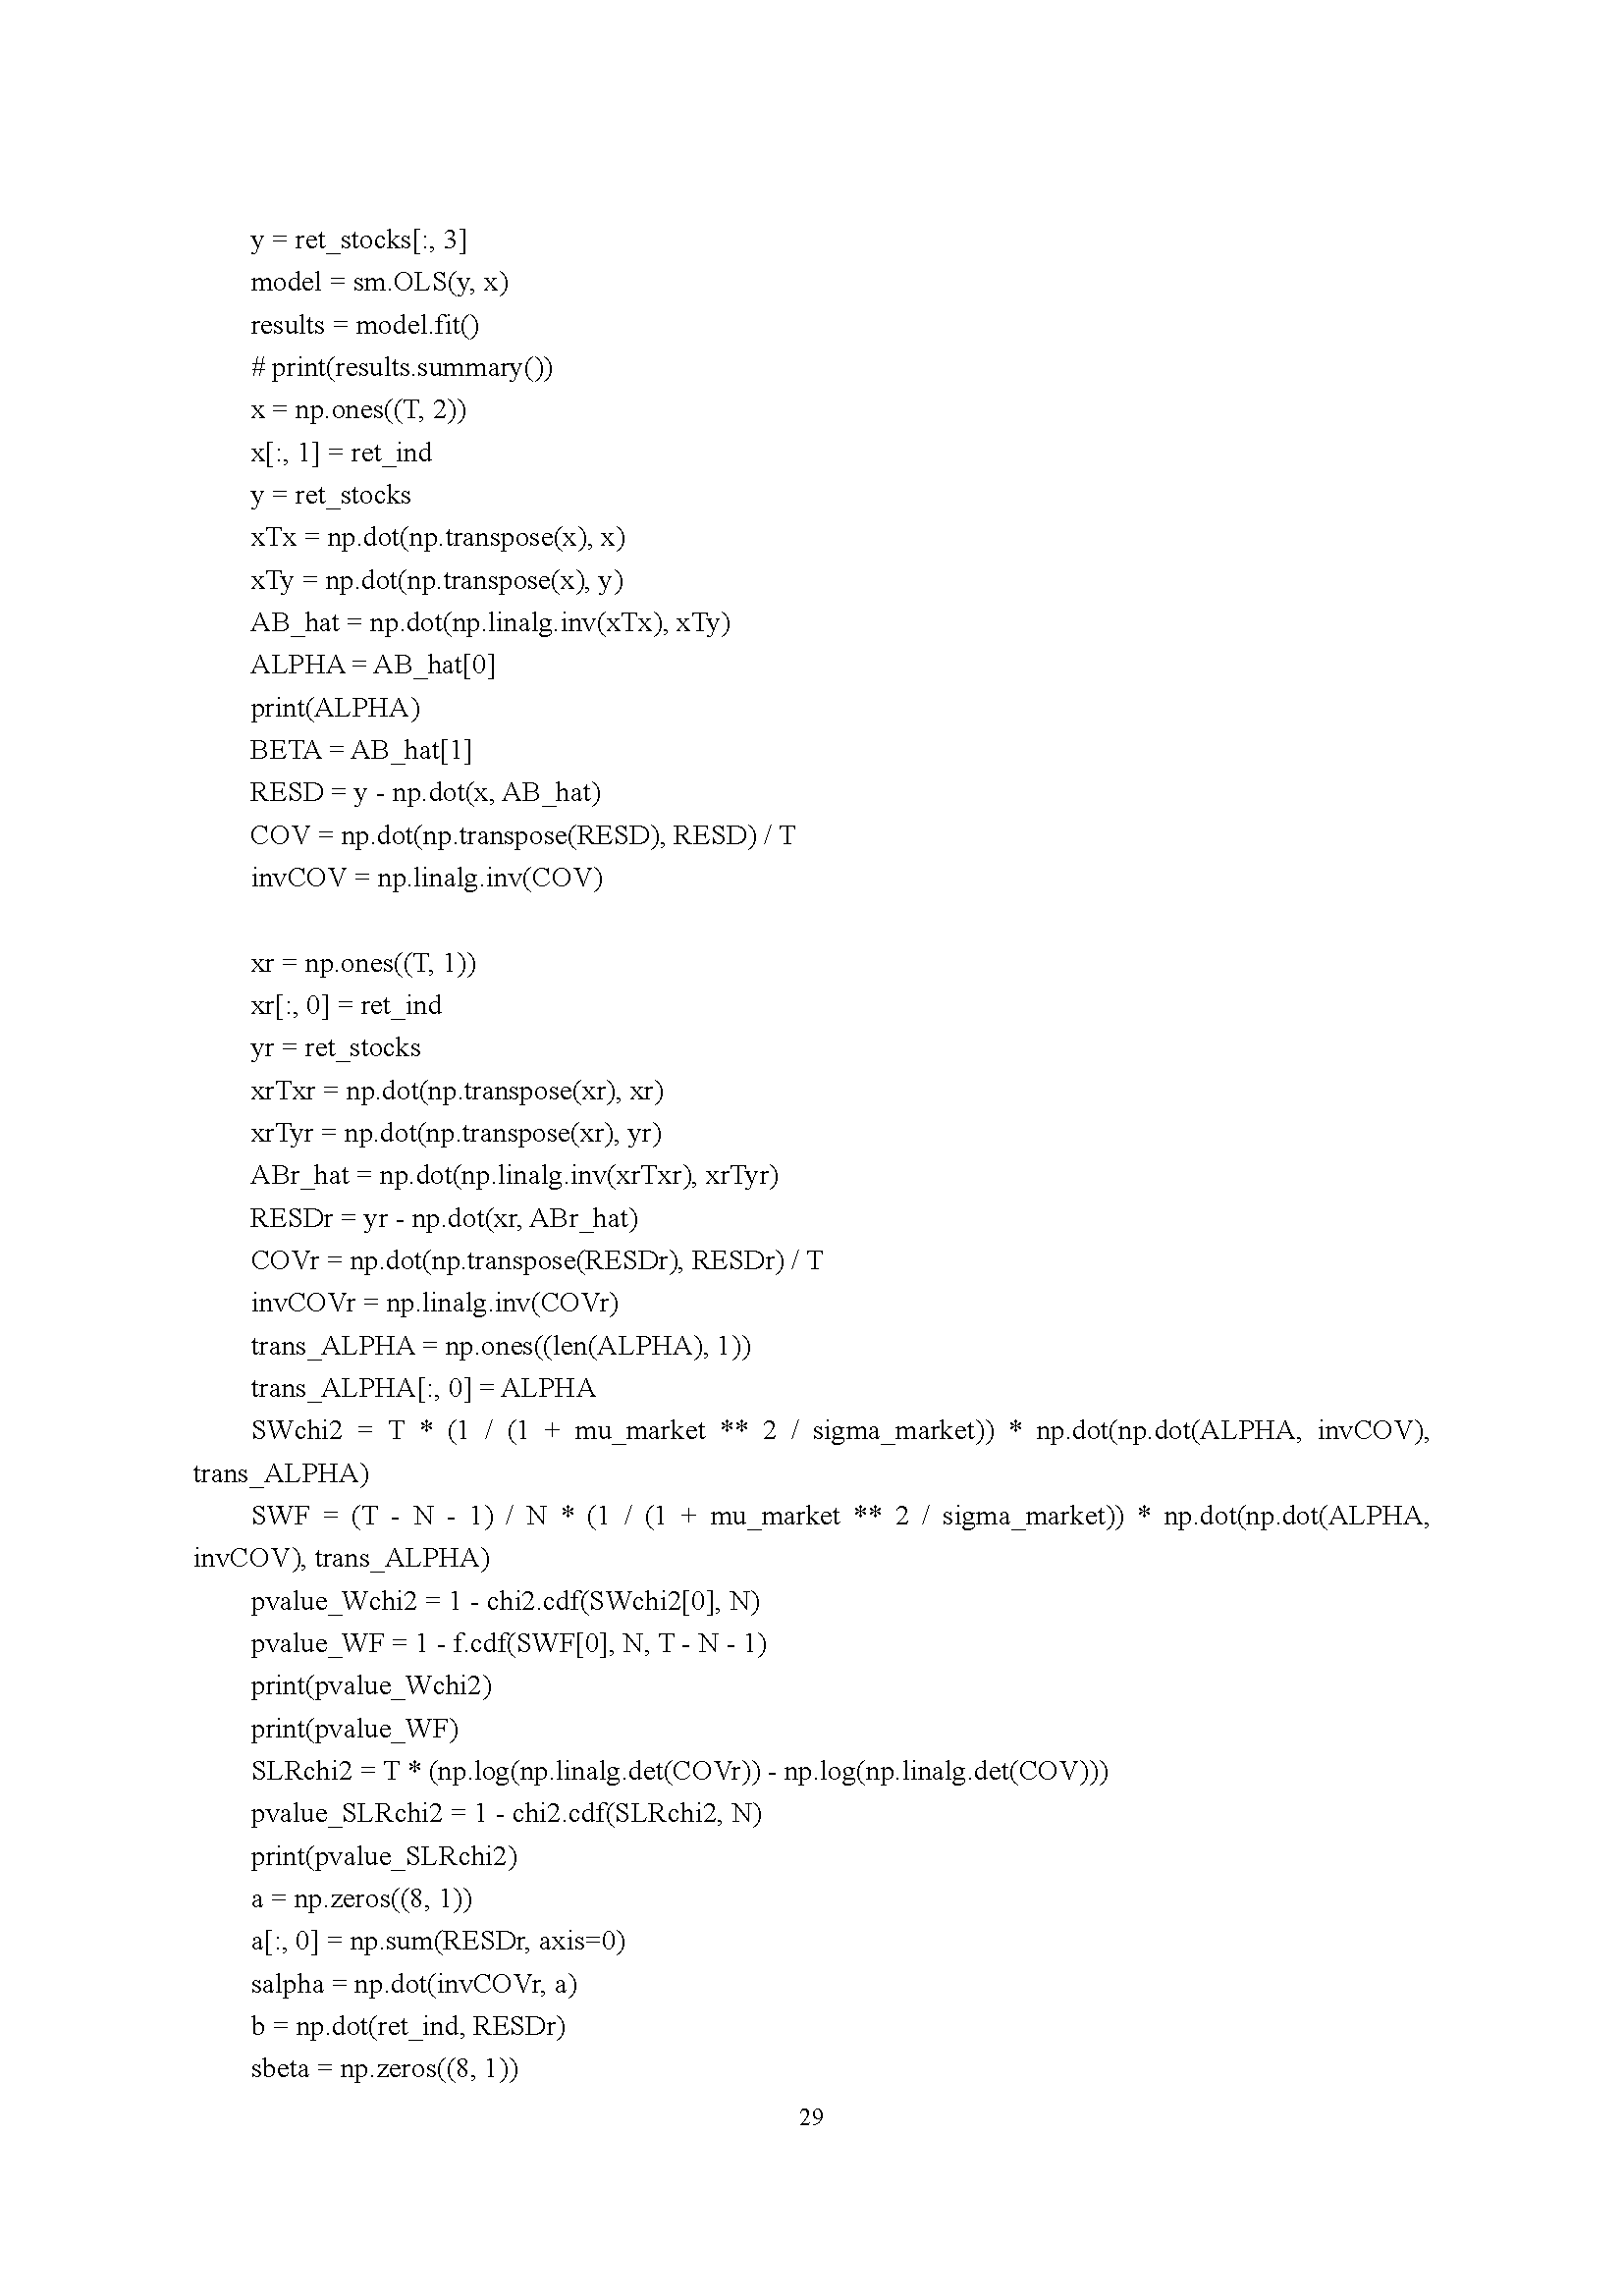 y = ret_stocks[:, 3]
model = sm.OLS(y, x)
results = model.fit()
# print(results.summary())
x = np.ones((T, 2))
x[:, 1] = ret_ind
y = ret_stocks
xTx = np.dot(np.transpose(x), x)
xTy = np.dot(np.transpose(x), y)
AB_hat = np.dot(np.linalg.inv(xTx), xTy)
ALPHA = AB_hat[0]
print(ALPHA)
BETA = AB_hat[1]
RESD = y - np.dot(x, AB_hat)
COV = np.dot(np.transpose(RESD), RESD) / T
invCOV = np.linalg.inv(COV)
xr = np.ones((T, 1))
xr[:, 0] = ret_ind
yr = ret_stocks
xrTxr = np.dot(np.transpose(xr), xr)
xrTyr = np.dot(np.transpose(xr), yr)
ABr_hat = np.dot(np.linalg.inv(xrTxr), xrTyr)
RESDr = yr - np.dot(xr, ABr_hat)
COVr = np.dot(np.transpose(RESDr), RESDr) / T
invCOVr = np.linalg.inv(COVr)
trans_ALPHA = np.ones((len(ALPHA), 1))
trans_ALPHA[:, 0] = ALPHA
SWchi2 = T * (1 / (1 + mu_market ** 2 / sigma_market)) * np.dot(np.dot(ALPHA, invCOV),
trans_ALPHA)
SWF = (T - N - 1) / N * (1 / (1 + mu_market ** 2 / sigma_market)) * np.dot(np.dot(ALPHA,
invCOV), trans_ALPHA)
pvalue_Wchi2 = 1 - chi2.cdf(SWchi2[0], N)
pvalue_WF = 1 - f.cdf(SWF[0], N, T - N - 1)
print(pvalue_Wchi2)
print(pvalue_WF)
SLRchi2 = T * (np.log(np.linalg.det(COVr)) - np.log(np.linalg.det(COV)))
pvalue_SLRchi2 = 1 - chi2.cdf(SLRchi2, N)
print(pvalue_SLRchi2)
a = np.zeros((8, 1))
a[:, 0] = np.sum(RESDr, axis=0)
salpha = np.dot(invCOVr, a)
b = np.dot(ret_ind, RESDr)
sbeta = np.zeros((8, 1))
29